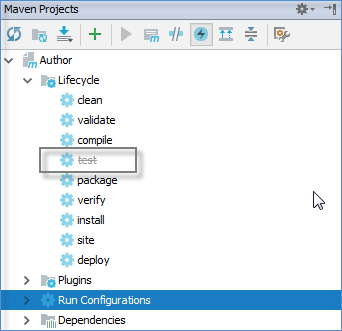 Maven Projects
Author
Lifecycle
clean
validate
compile
test
package
verify
install
site
deploy
Plugins
Run Configurations
Dependencies